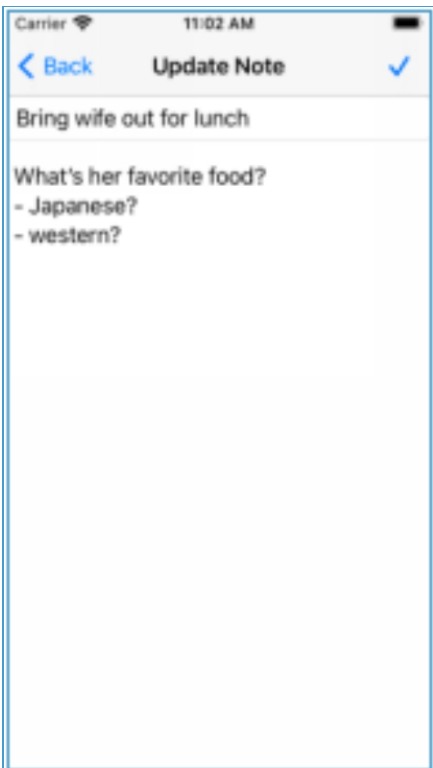 Carrier 11:02 AM
Back Update Note
Bring wife out for lunch
What's her favorite food?
- Japanese?
- western?